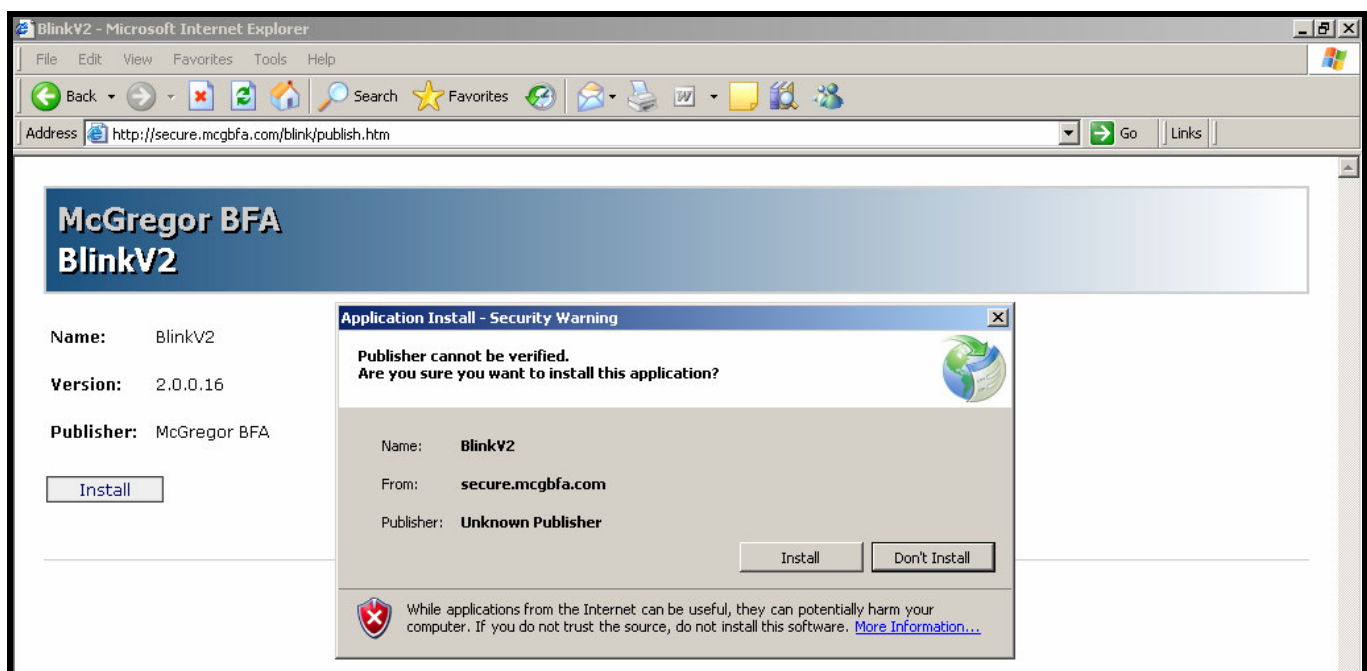 BlinkV2 - Microsoft Internet Explorer
File Edit View Favorites Tools Help
Back Search Favorites
Address http://secure.mcgbfa.com/blink/publish.htm Go Links
McGregor BFA
BlinkV2
Name: BlinkV2
Version: 2.0.0.16
Publisher: McGregor BFA
Install
Application Install - Security Warning
Publisher cannot be verified.
Are you sure you want to install this application?
Name: BlinkV2
From: secure.mcgbfa.com
Publisher: Unknown Publisher
Install Don't Install
While applications from the Internet can be useful, they can potentially harm your
computer. If you do not trust the source, do not install this software. More Information...